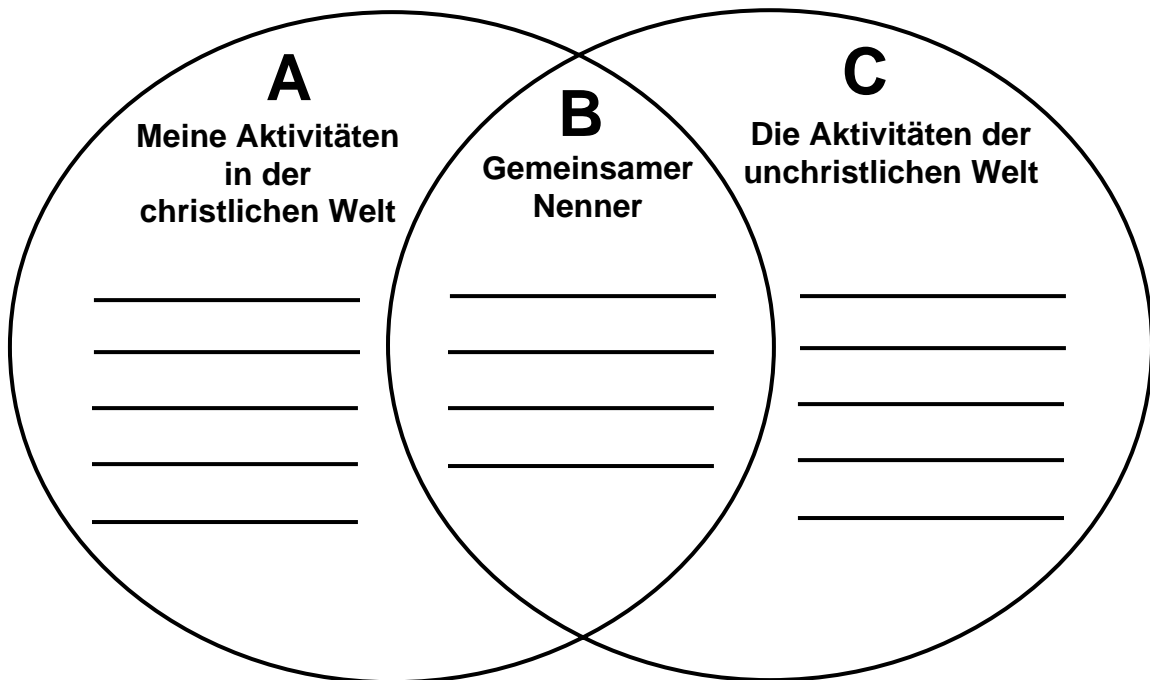 A
Meine Aktivitäten
in der
christlichen Welt
B
Gemeinsamer
Nenner
C
Die Aktivitäten der
unchristlichen Welt